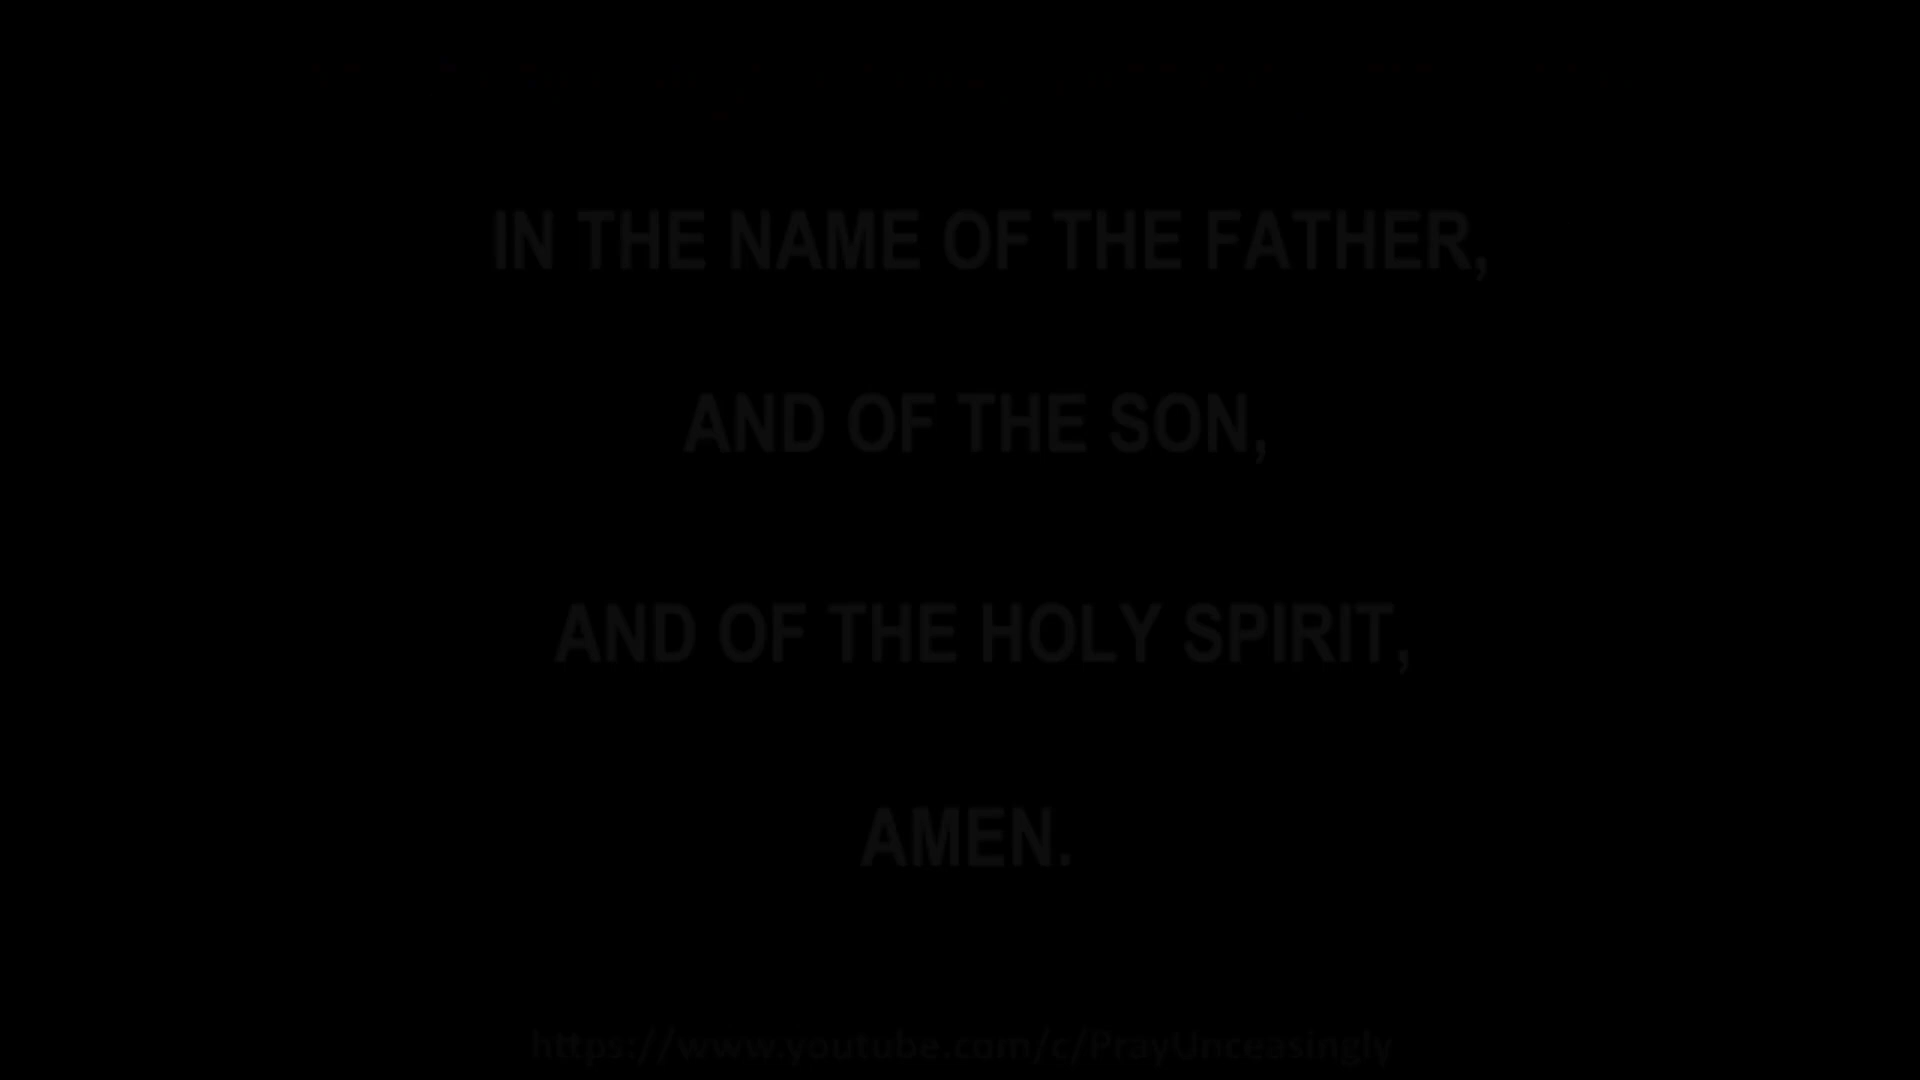 IN THE NAME OF THE FATHER,
AND OF THE SON,
AND OF THE HOLY SPIRIT,
AMEN.
https://www.youtube.com/c/PrayUnceasingly